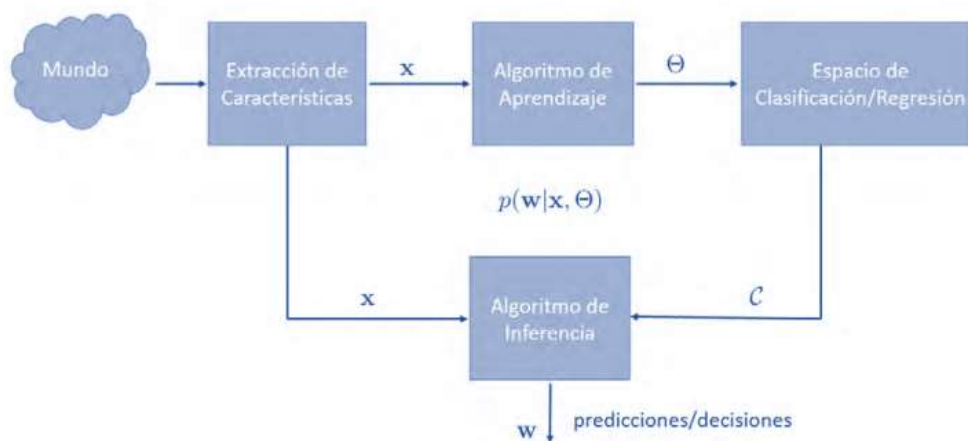 Mundo
Extracción de
Características
x
Algoritmo de
Aprendizaje
Θ
Espacio de
Clasificación/Regresión
p(w|x, Θ)
x
Algoritmo de
Inferencia
C
w
predicciones/decisiones